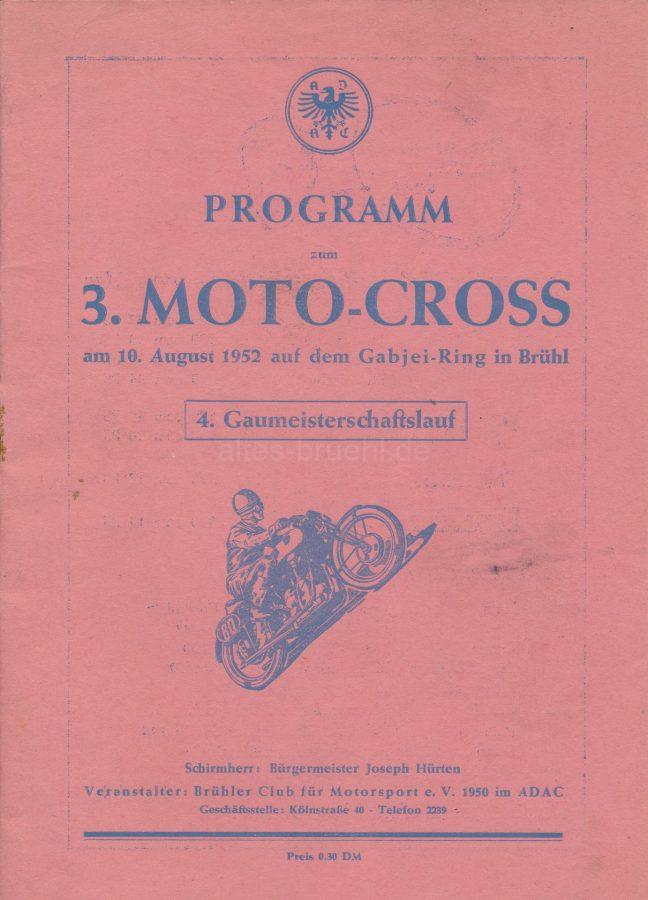 A D
A C
PROGRAMM
zum
3. MOTO-CROSS
am 10. August 1952 auf dem Gabjei-Ring in Brühl
4. Gaumeisterschaftslauf
altes-bruehl.de
80
Schirmherr: Bürgermeister Joseph Hürten
Veranstalter: Brühler Club für Motorsport e. V. 1950 im ADAC
Geschäftsstelle: Kölnstraße 40 - Telefon 2239
Preis 0.30 DM